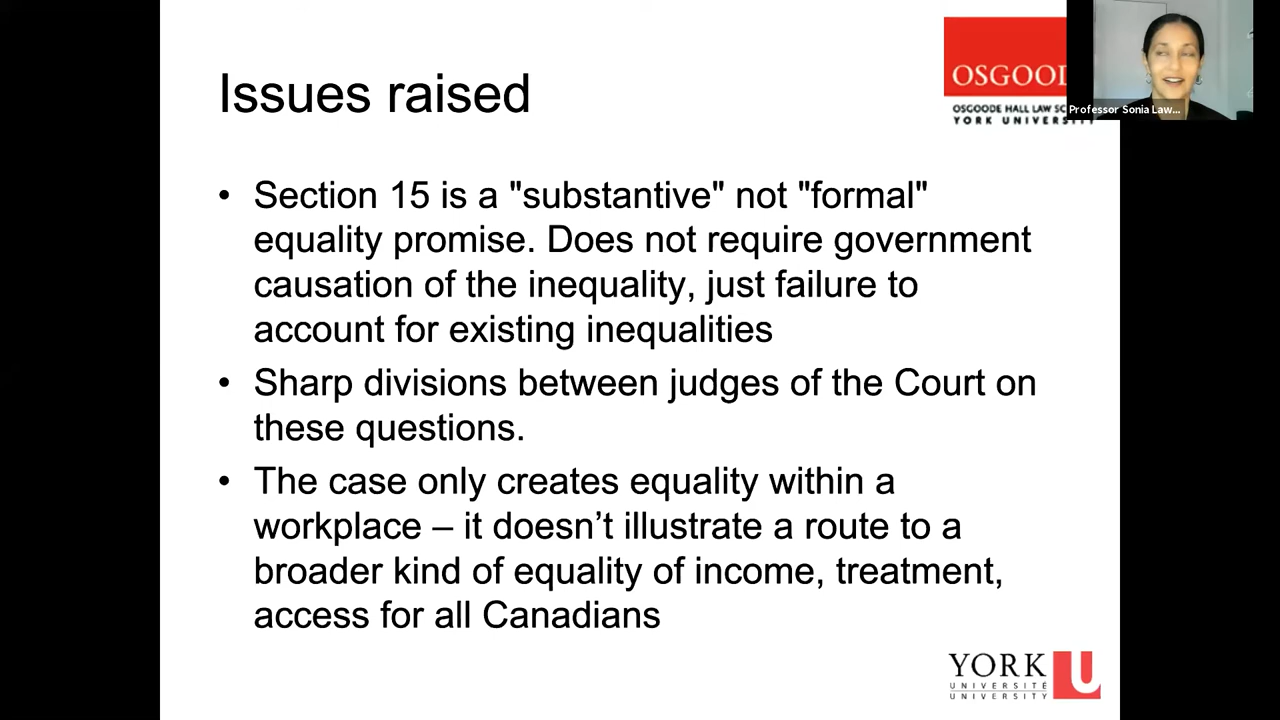 Issues raised
OSGOOD
OSGOODE HALL LAW SC
YORK UNIVERSITY
Professor Sonia Law...
• Section 15 is a "substantive" not "formal"
equality promise. Does not require government
causation of the inequality, just failure to
account for existing inequalities
• Sharp divisions between judges of the Court on
these questions.
• The case only creates equality within a
workplace – it doesn’t illustrate a route to a
broader kind of equality of income, treatment,
access for all Canadians
YORK U
UNIVERSITÉ
UNIVERSITY